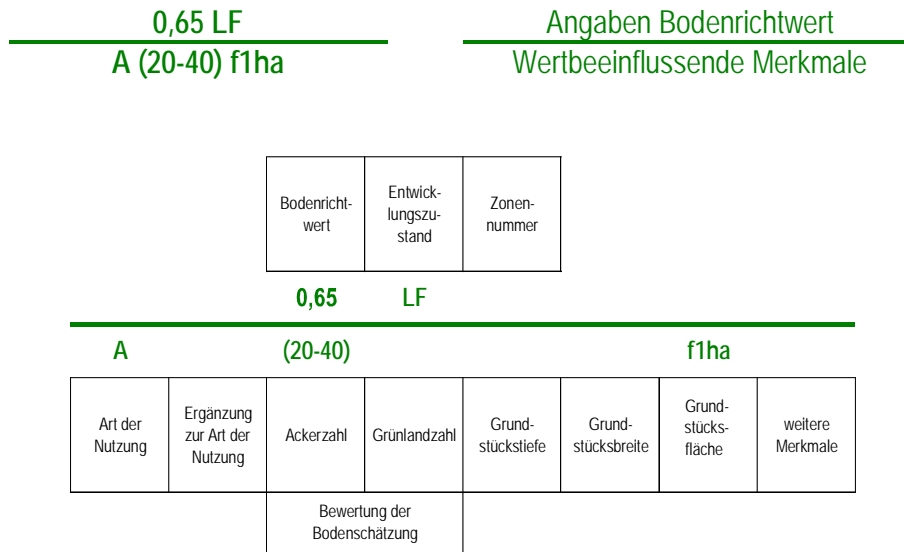 0,65 LF
A (20-40) f1ha
Angaben Bodenrichtwert
Wertbeeinflussende Merkmale
Bodenricht-
wert
Entwick-
lungszu-
stand
Zonen-
nummer
0,65 LF
A (20-40) f1ha
Art der
Nutzung
Ergänzung
zur Art der
Nutzung
Ackerzahl
Grünlandzahl
Grund-
stückstiefe
Grund-
stücksbreite
Grund-
stücks-
fläche
weitere
Merkmale
Bewertung der
Bodenschätzung